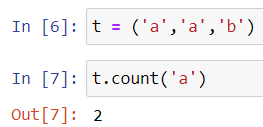 In [6]: t = ('a','a','b')
In [7]: t.count('a')
Out[7]: 2